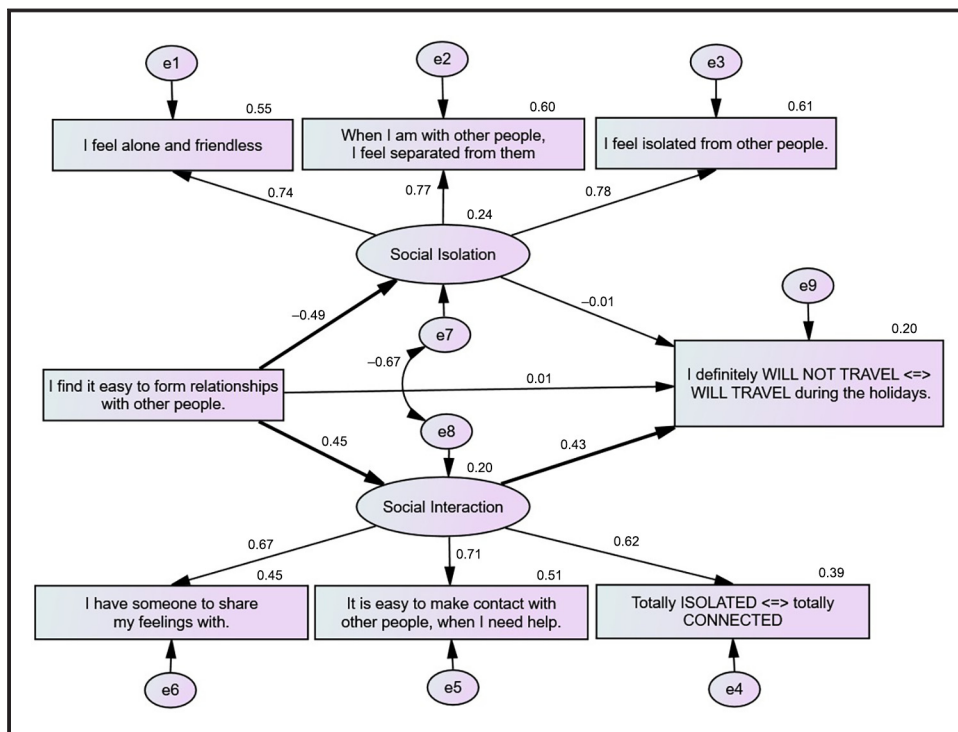 e1
e2
e3
0.55
0.60
0.61
I feel alone and friendless
When I am with other people,
I feel separated from them
I feel isolated from other people.
0.74
0.77
0.78
0.24
Social Isolation
e9
–0.01
–0.49
e7
0.20
–0.67
I find it easy to form relationships
with other people.
0.01
I definitely WILL NOT TRAVEL <=>
WILL TRAVEL during the holidays.
e8
0.45
0.43
0.20
Social Interaction
0.67
0.71
0.62
0.45
0.51
0.39
I have someone to share
my feelings with.
It is easy to make contact with
other people, when I need help.
Totally ISOLATED <=> totally
CONNECTED
e6
e5
e4